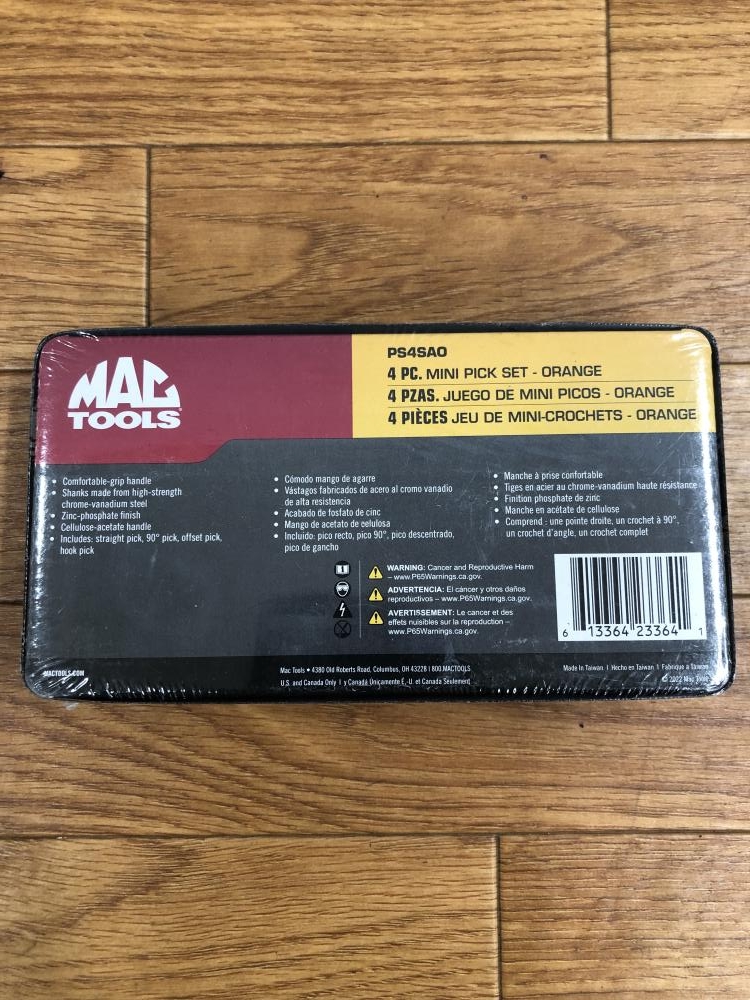 MAC
TOOLS
PS4SAO
4 PC. MINI PICK SET - ORANGE
4 PZAS. JUEGO DE MINI PICOS - ORANGE
4 PIÈCES JEU DE MINI-CROCHETS - ORANGE
• Comfortable-grip handle
• Shanks made from high-strength
chrome-vanadium steel
• Zinc-phosphate finish
• Cellulose-acetate handle
• Includes: straight pick, 90° pick, offset pick,
hook pick
• Cómodo mango de agarre
• Vástagos fabricados de acero al cromo vanadio
de alta resistencia
• Acabado de fosfato de cinc
• Mango de acetato de celulosa
• Incluido: pico recto, pico 90°, pico descentrado,
pico de gancho
• Manche à prise confortable
• Tiges en acier au chrome-vanadium haute résistance
• Finition phosphate de zinc
• Manche en acétate de cellulose
• Comprend : une pointe droite, un crochet à 90°,
un crochet d'angle, un crochet complet
WARNING: Cancer and Reproductive Harm
– www.P65Warnings.ca.gov.
ADVERTENCIA: El cáncer y otros daños
reproductivos – www.P65Warnings.ca.gov.
AVERTISSEMENT: Le cancer et des
effets nuisibles sur la reproduction –
www.P65Warnings.ca.gov.
6 13364 23364 1
MACTOOLS.COM
Mac Tools • 4380 Old Roberts Road, Columbus, OH 43228 | 800.MACTOOLS
U.S. and Canada Only | y Canadá Únicamente É.-U. et Canada Seulement
Made In Taiwan | Hecho en Taiwan | Fabriqué à Taiwan
© 2022 Mac Tools